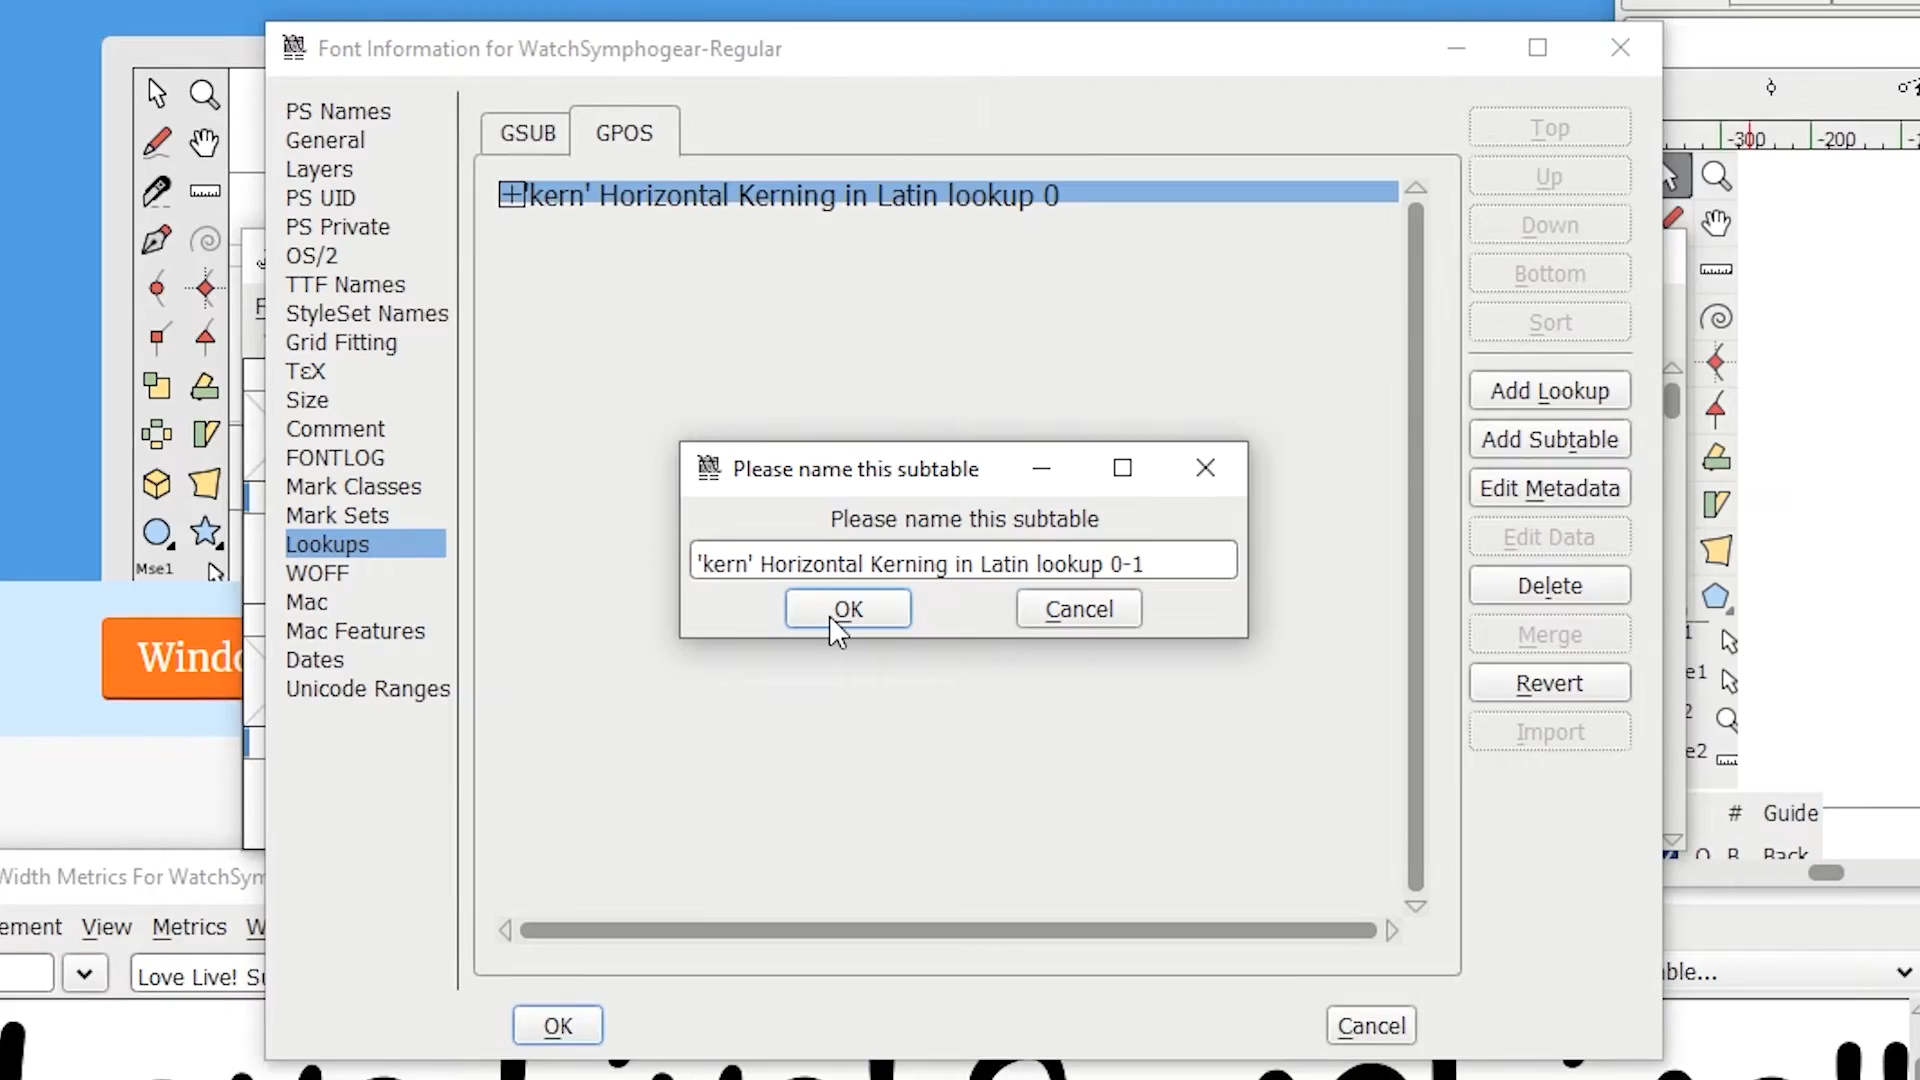 Font Information for WatchSymphogear-Regular
PS Names
General
Layers
PS UID
PS Private
OS/2
TTF Names
StyleSet Names
Grid Fitting
TεX
Size
Comment
FONTLOG
Mark Classes
Mark Sets
Lookups
WOFF
Mac
Mac Features
Dates
Unicode Ranges
GSUB
GPOS
'kern' Horizontal Kerning in Latin lookup 0
Please name this subtable
Please name this subtable
'kern' Horizontal Kerning in Latin lookup 0-1
OK
Cancel
Top
Up
Down
Bottom
Sort
Add Lookup
Add Subtable
Edit Metadata
Edit Data
Delete
Merge
Revert
Import
OK
Cancel
Mse1
-300
-200
# Guide
Back
Width Metrics For WatchSym
ement View Metrics W
Love Live! Su